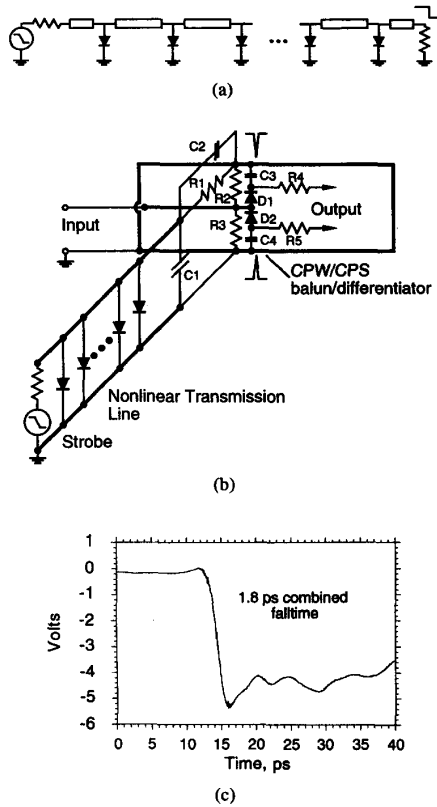 (a)
C2
R1
R2
C3
R4
D1
Input
Output
R3
D2
C4
R5
C1
CPW/CPS
balun/differentiator
Nonlinear Transmission
Line
Strobe
(b)
1
0
-1
-2
-3
-4
-5
-6
Volts
1.8 ps combined
falltime
0 5 10 15 20 25 30 35 40
Time, ps
(c)